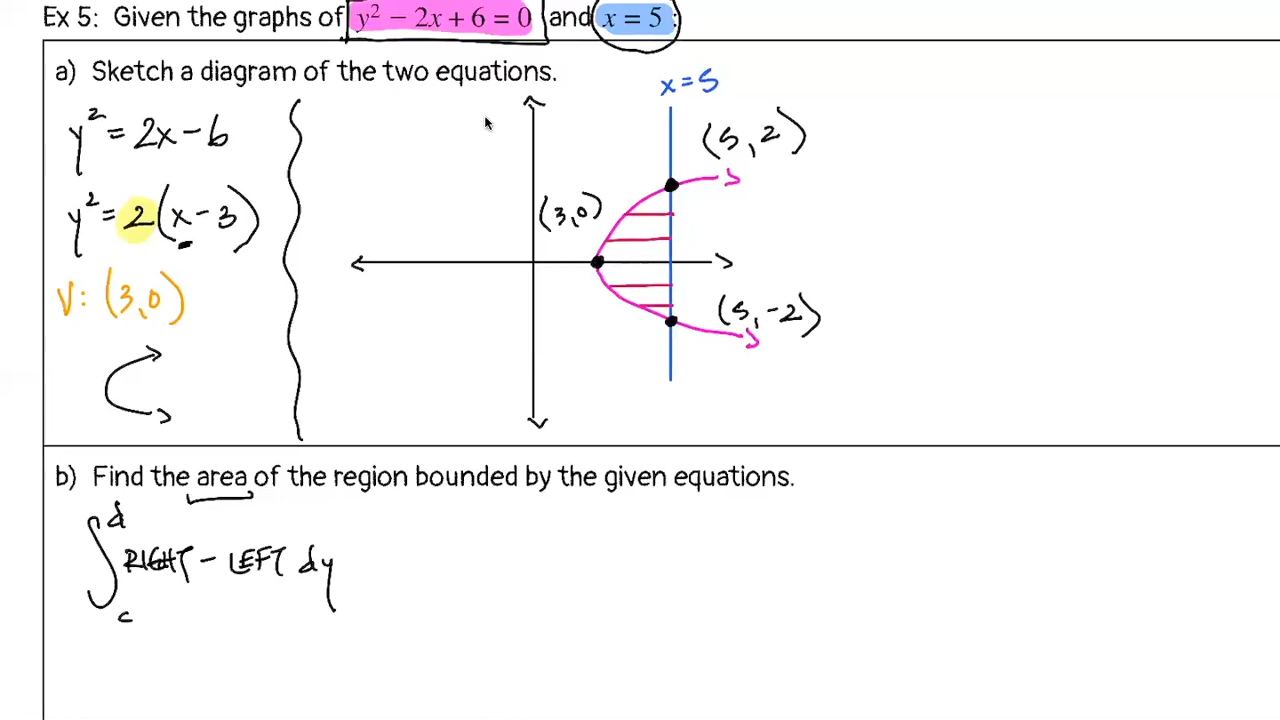 Ex 5: Given the graphs of y² − 2x + 6 = 0 and x = 5:
a) Sketch a diagram of the two equations.
y² = 2x − 6
y² = 2(x − 3)
V: (3,0)
x = 5
(5,2)
(3,0)
(5,-2)
b) Find the area of the region bounded by the given equations.
∫ d c RIGHT − LEFT dy